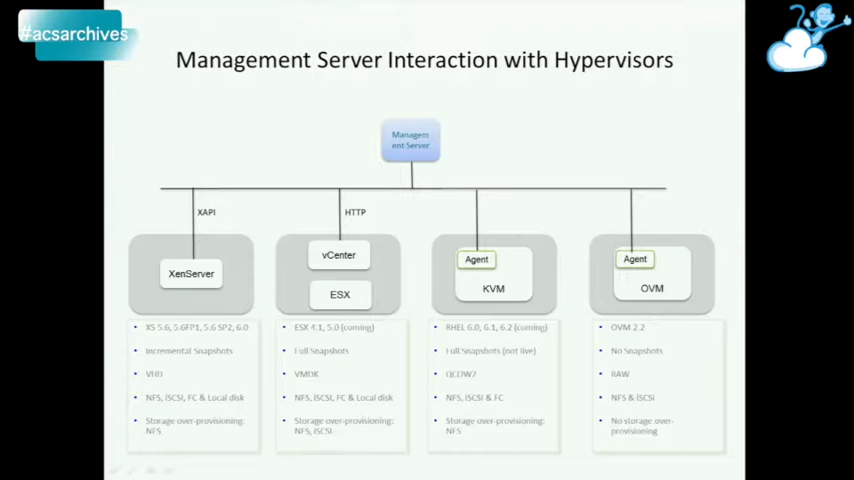 #acsarchives
Management Server Interaction with Hypervisors
Managem
ent Server
XAPI
HTTP
XenServer
vCenter
ESX
Agent
KVM
Agent
OVM
• XS 5.6, 5.6FP1, 5.6 SP2, 6.0
• Incremental Snapshots
• VHD
• NFS, iSCSI, FC & Local disk
• Storage over-provisioning:
NFS
• ESX 4.1, 5.0 (coming)
• Full Snapshots
• VMDK
• NFS, iSCSI, FC & Local disk
• Storage over-provisioning:
NFS, iSCSI
• RHEL 6.0, 6.1, 6.2 (coming)
• Full Snapshots (not live)
• QCOW2
• NFS, iSCSI & FC
• Storage over-provisioning:
NFS
• OVM 2.2
• No Snapshots
• RAW
• NFS & iSCSI
• No storage over-
provisioning